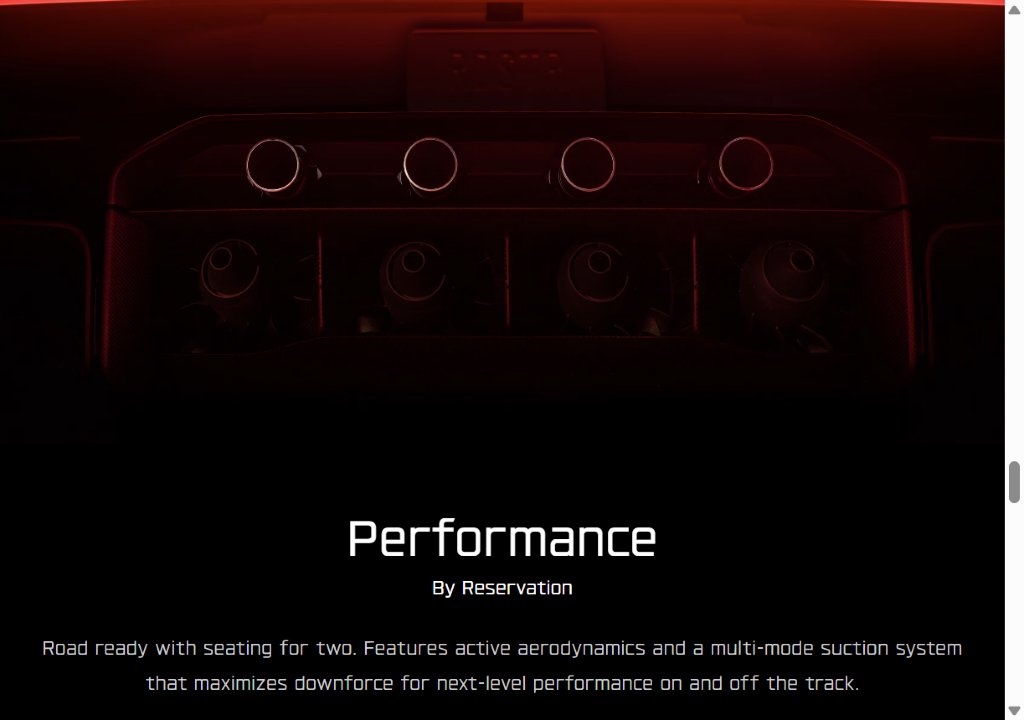 Performance
By Reservation
Road ready with seating for two. Features active aerodynamics and a multi-mode suction system
that maximizes downforce for next-level performance on and off the track.